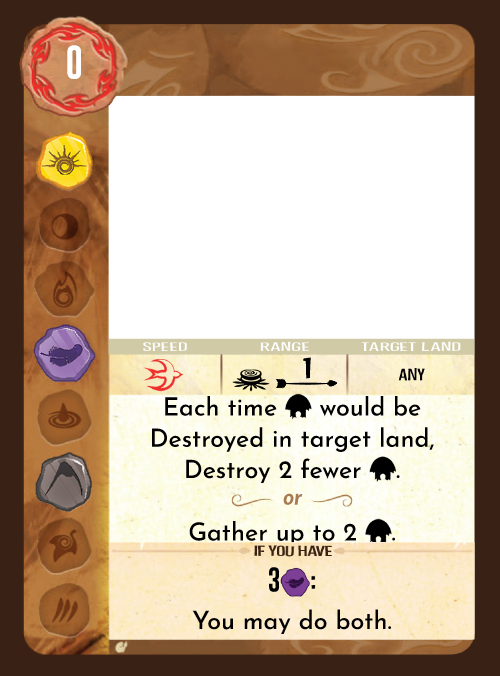 0
SPEED RANGE TARGET LAND
1 ANY
Each time would be
Destroyed in target land,
Destroy 2 fewer .
or
Gather up to 2 .
IF YOU HAVE
3 :
You may do both.